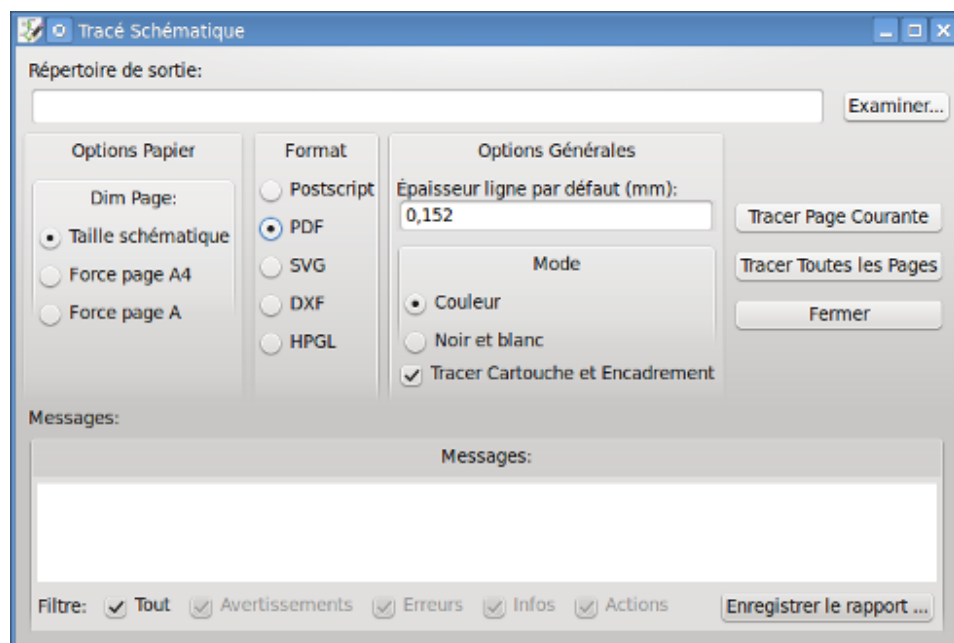 Tracé Schématique
Répertoire de sortie:
Examiner...
Options Papier
Dim Page:
Taille schématique
Force page A4
Force page A
Format
Postscript
PDF
SVG
DXF
HPGL
Options Générales
Épaisseur ligne par défaut (mm):
0,152
Mode
Couleur
Noir et blanc
Tracer Cartouche et Encadrement
Tracer Page Courante
Tracer Toutes les Pages
Fermer
Messages:
Messages:
Filtre: Tout Avertissements Erreurs Infos Actions Enregistrer le rapport ...